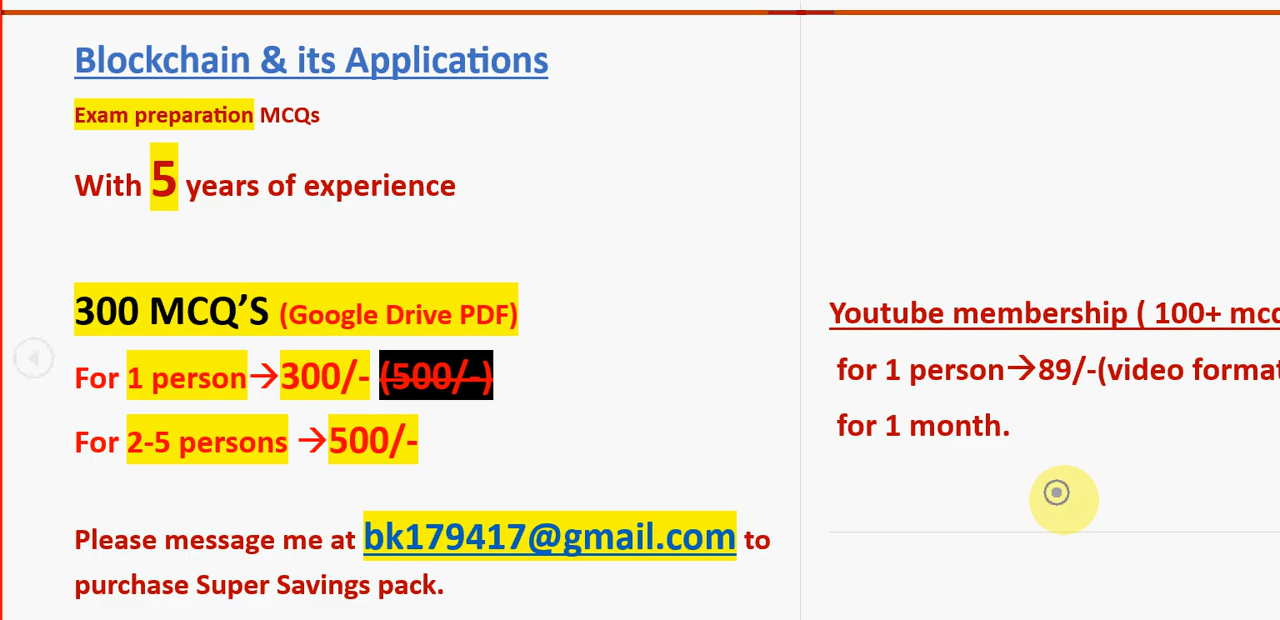 Blockchain & its Applications
Exam preparation MCQs
With 5 years of experience
300 MCQ’S (Google Drive PDF)
For 1 person→300/- (500/-)
For 2-5 persons →500/-
Please message me at bk179417@gmail.com to
purchase Super Savings pack.
Youtube membership ( 100+
for 1 person→89/-(video
for 1 month.